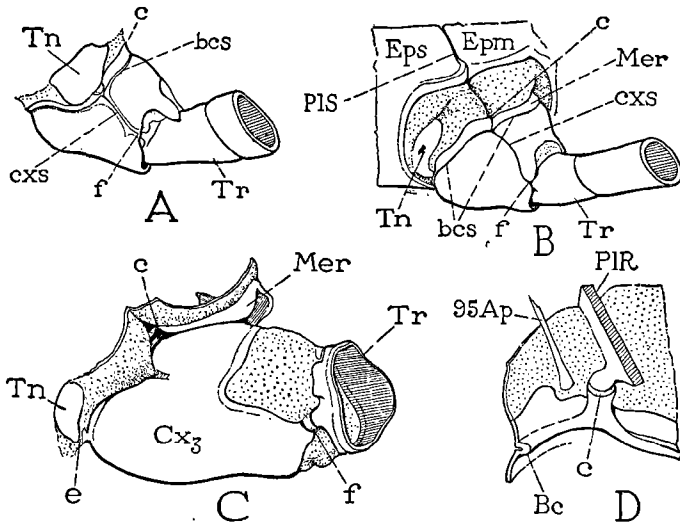 c
Tn
bcs
cxs
f
Tr
A
Eps
Epm
c
Mer
PlS
cxs
Tn
bcs
f
Tr
B
c
Mer
Tr
Tn
Cx₃
e
f
C
PlR
95Ap
c
Bc
D